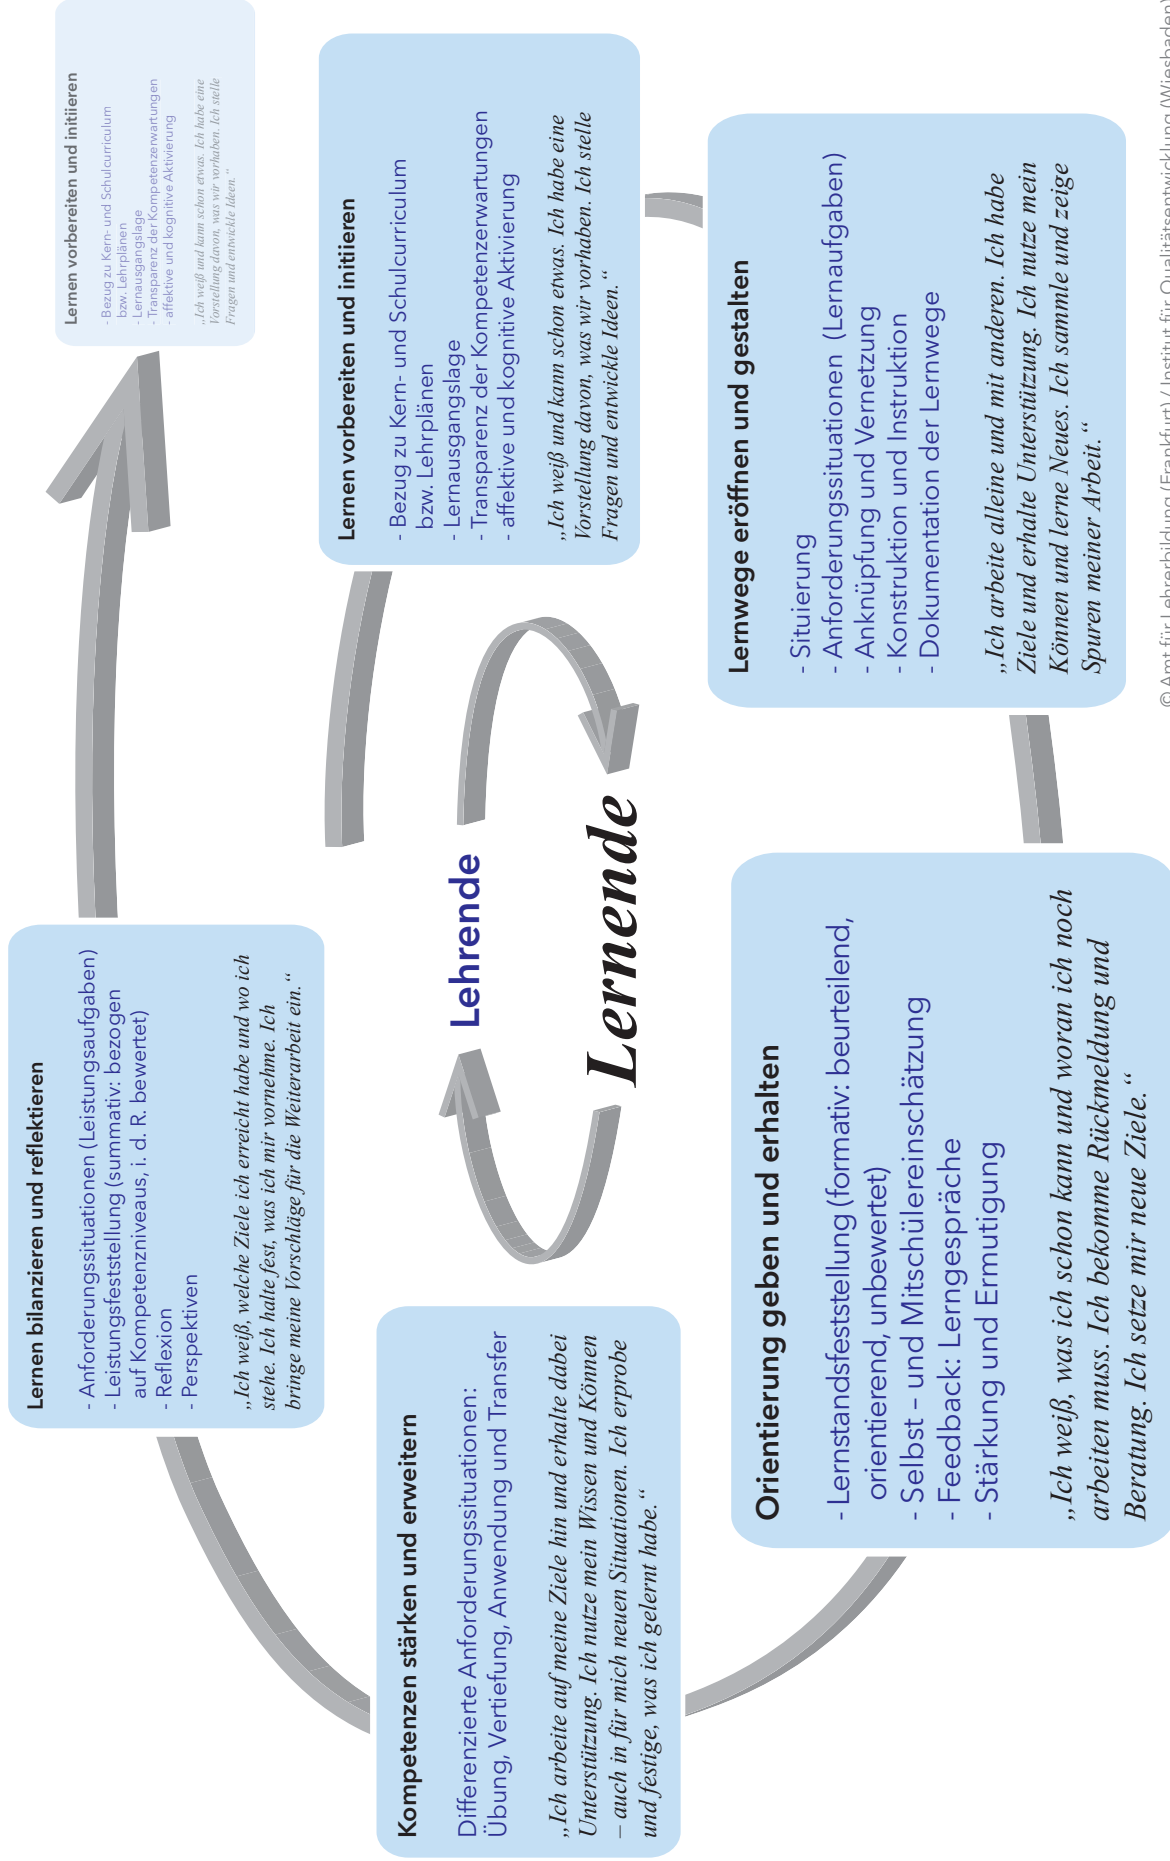 Lernen bilanzieren und reflektieren
- Anforderungssituationen (Leistungsaufgaben)
- Leistungsfeststellung (summativ: bezogen
auf Kompetenzniveaus, i. d. R. bewertet)
- Reflexion
- Perspektiven
„Ich weiß, welche Ziele ich erreicht habe und wo ich
stehe. Ich halte fest, was ich mir vornehme. Ich
bringe meine Vorschläge für die Weiterarbeit ein.“
Lernen vorbereiten und initiieren
- Bezug zu Kern- und Schulcurriculum
bzw. Lehrplänen
- Lernausgangslage
- Transparenz der Kompetenzerwartungen
- affektive und kognitive Aktivierung
„Ich weiß und kann schon etwas. Ich habe eine
Vorstellung davon, was wir vorhaben. Ich stelle
Fragen und entwickle Ideen.“
Lernen vorbereiten und initiieren
- Bezug zu Kern- und Schulcurriculum
bzw. Lehrplänen
- Lernausgangslage
- Transparenz der Kompetenzerwartungen
- affektive und kognitive Aktivierung
„Ich weiß und kann schon etwas. Ich habe eine
Vorstellung davon, was wir vorhaben. Ich stelle
Fragen und entwickle Ideen.“
Kompetenzen stärken und erweitern
Differenzierte Anforderungssituationen:
Übung, Vertiefung, Anwendung und Transfer
„Ich arbeite auf meine Ziele hin und erhalte dabei
Unterstützung. Ich nutze mein Wissen und Können
– auch in für mich neuen Situationen. Ich erprobe
und festige, was ich gelernt habe.“
Lehrende
Lernende
Orientierung geben und erhalten
- Lernstandsfeststellung (formativ: beurteilend,
orientierend, unbewertet)
- Selbst – und Mitschülereinschätzung
- Feedback: Lerngespräche
- Stärkung und Ermutigung
„Ich weiß, was ich schon kann und woran ich noch
arbeiten muss. Ich bekomme Rückmeldung und
Beratung. Ich setze mir neue Ziele.“
Lernwege eröffnen und gestalten
- Situierung
- Anforderungssituationen (Lernaufgaben)
- Anknüpfung und Vernetzung
- Konstruktion und Instruktion
- Dokumentation der Lernwege
„Ich arbeite alleine und mit anderen. Ich habe
Ziele und erhalte Unterstützung. Ich nutze mein
Können und lerne Neues. Ich sammle und zeige
Spuren meiner Arbeit.“
© Amt für Lehrerbildung (Frankfurt) / Institut für Qualitätsentwicklung (Wiesbaden)